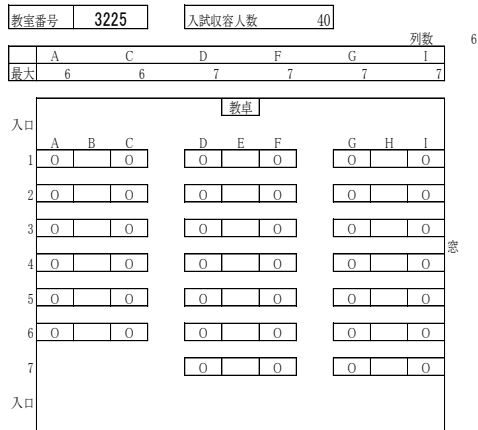 教室番号 3225 入試収容人数 40
列数 6
A C D F G I
最大 6 6 7 7 7 7
教卓
入口
A B C D E F G H I
1 O O O O O O
2 O O O O O O
3 O O O O O O
窓
4 O O O O O O
5 O O O O O O
6 O O O O O O
7 O O O O
入口